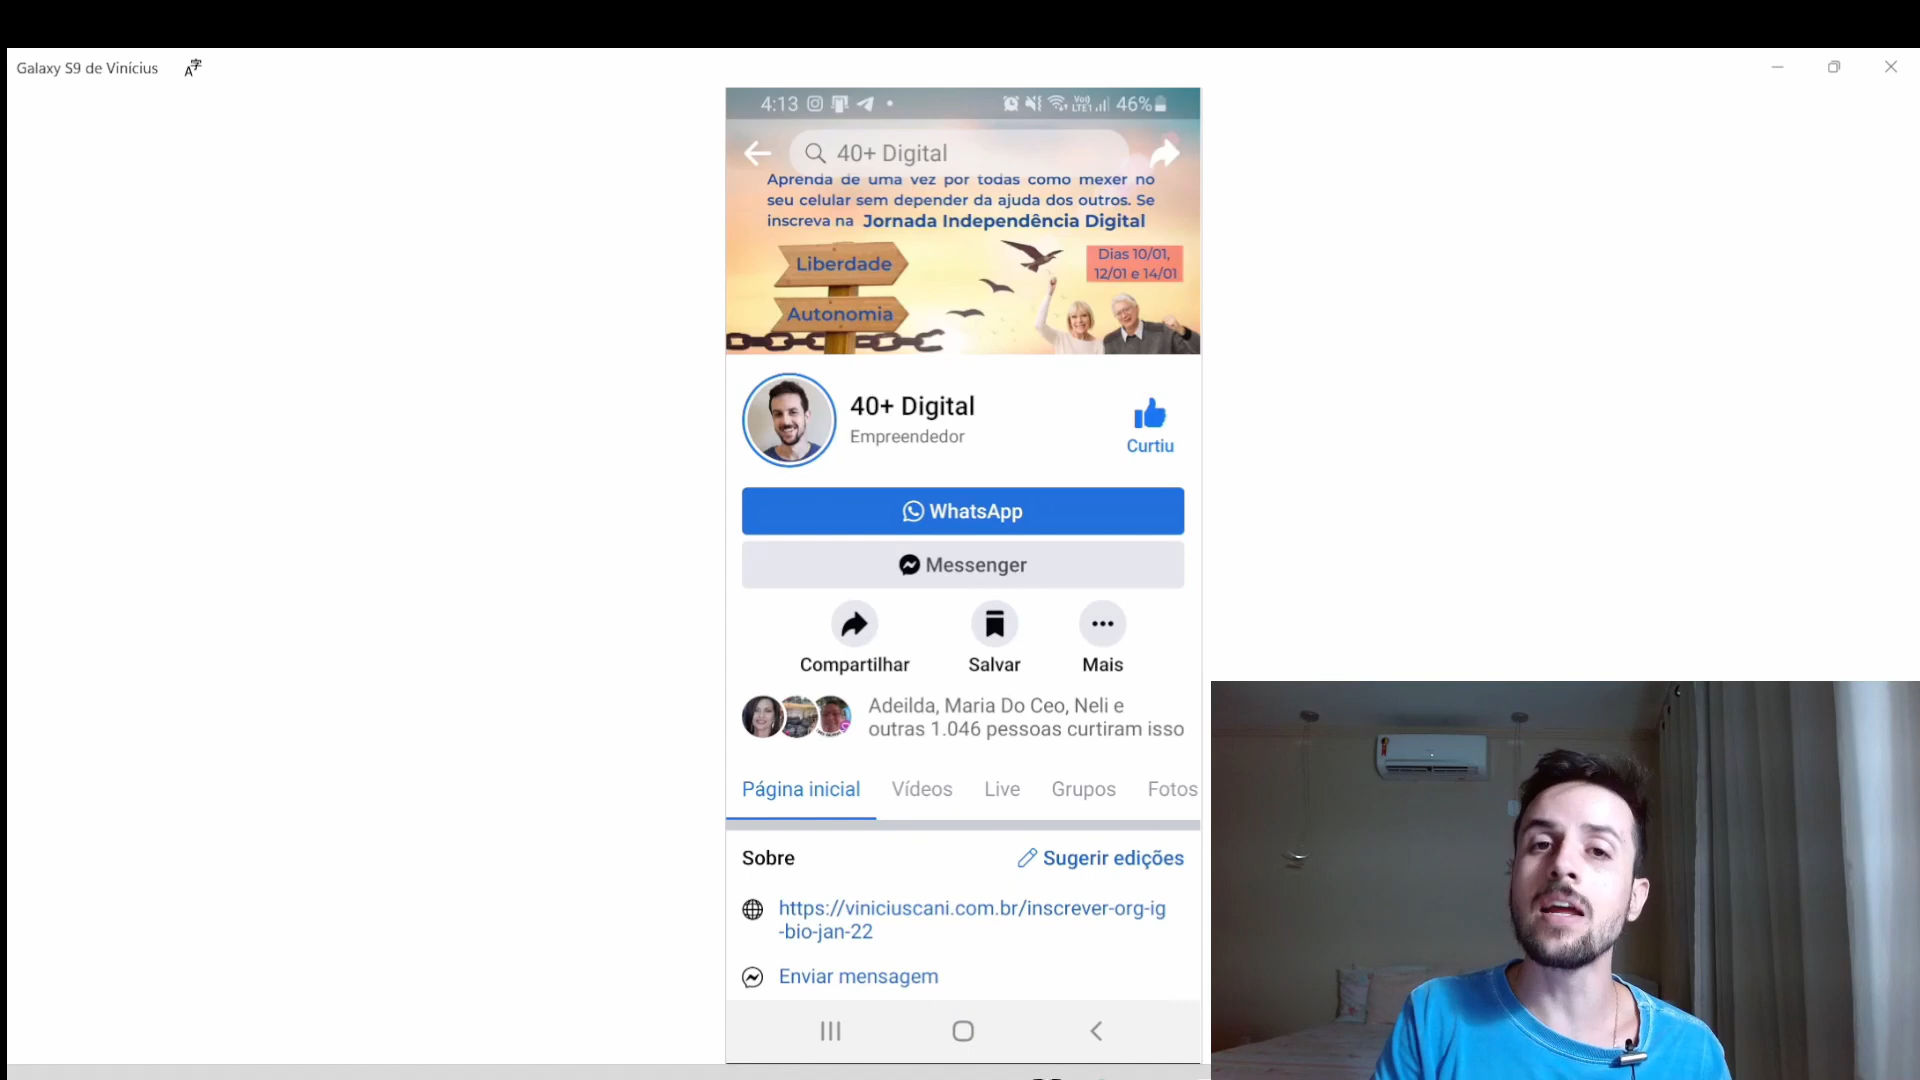 Galaxy S9 de Vinícius
4:13
46%
40+ Digital
Aprenda de uma vez por todas como mexer no
seu celular sem depender da ajuda dos outros. Se
inscreva na Jornada Independência Digital
Liberdade
Dias 10/01,
12/01 e 14/01
Autonomia
40+ Digital
Empreendedor
Curtiu
WhatsApp
Messenger
Compartilhar
Salvar
Mais
Adeilda, Maria Do Ceo, Neli e
outras 1.046 pessoas curtiram isso
Página inicial
Vídeos
Live
Grupos
Fotos
Sobre
Sugerir edições
https://viniciuscani.com.br/inscrever-org-ig
-bio-jan-22
Enviar mensagem